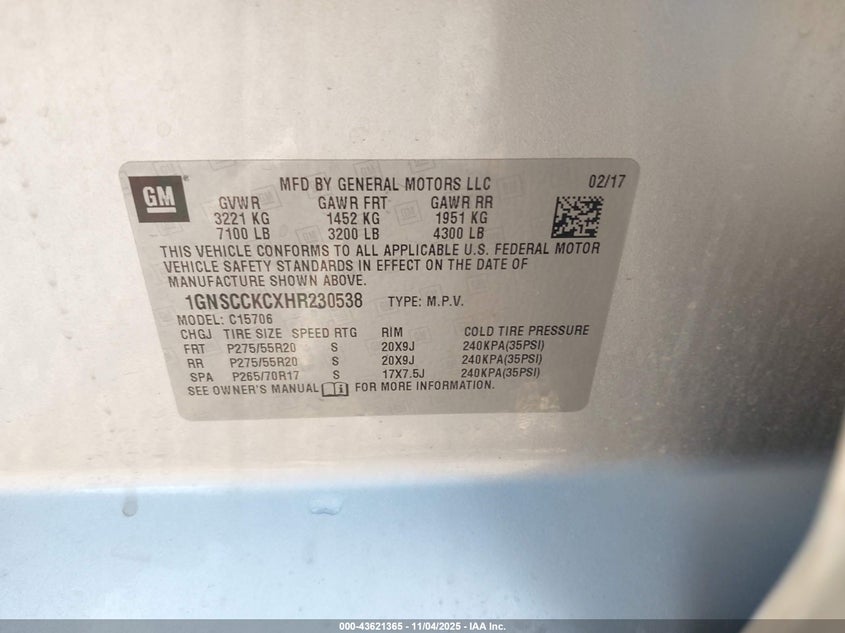 GM ®
MFD BY GENERAL MOTORS LLC 02/17
GVWR GAWR FRT GAWR RR
3221 KG 1452 KG 1951 KG
7100 LB 3200 LB 4300 LB
THIS VEHICLE CONFORMS TO ALL APPLICABLE U.S. FEDERAL MOTOR
VEHICLE SAFETY STANDARDS IN EFFECT ON THE DATE OF
MANUFACTURE SHOWN ABOVE.
1GNSCCKCXHR230538 TYPE: M.P.V.
MODEL: C15706
CHGJ TIRE SIZE SPEED RTG RIM COLD TIRE PRESSURE
FRT P275/55R20 S 20X9J 240KPA(35PSI)
RR P275/55R20 S 20X9J 240KPA(35PSI)
SPA P265/70R17 S 17X7.5J 240KPA(35PSI)
SEE OWNER'S MANUAL FOR MORE INFORMATION.
000-43621365 - 11/04/2025 - IAA Inc.